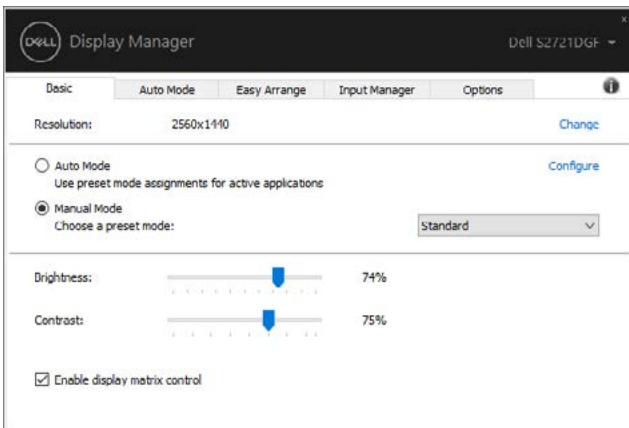 x
DELL Display Manager Dell S2721DGF
Basic Auto Mode Easy Arrange Input Manager Options i
Resolution: 2560x1440 Change
Auto Mode Configure
Use preset mode assignments for active applications
Manual Mode
Choose a preset mode: Standard
Brightness: 74%
Contrast: 75%
Enable display matrix control